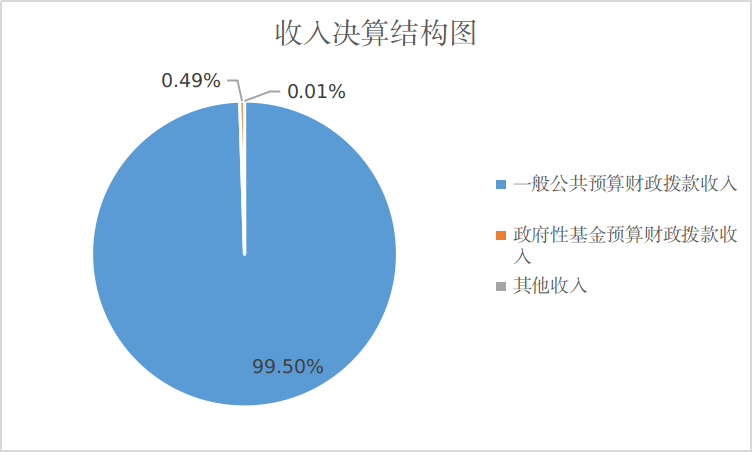 收入决算结构图
0.49%
0.01%
99.50%
一般公共预算财政拨款收入
政府性基金预算财政拨款收
入
其他收入